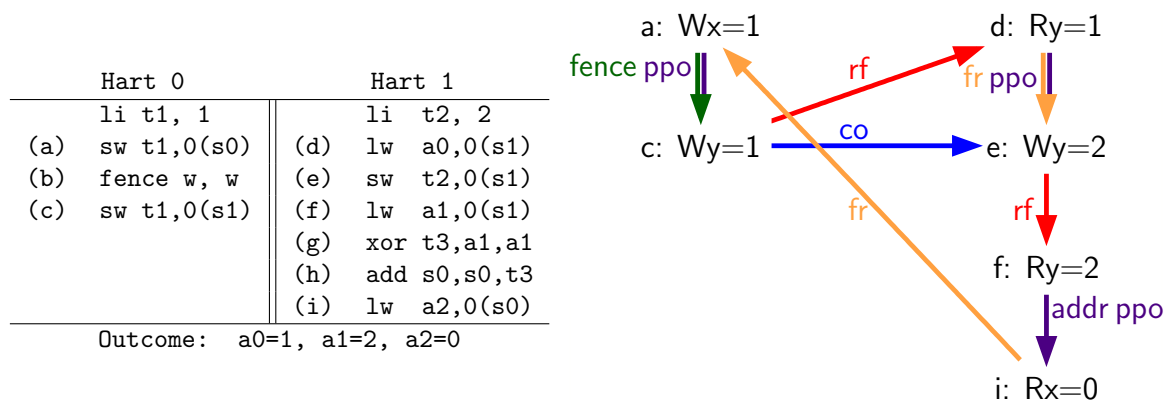 Hart 0 Hart 1
li t1, 1 li t2, 2
(a) sw t1,0(s0) (d) lw a0,0(s1)
(b) fence w, w (e) sw t2,0(s1)
(c) sw t1,0(s1) (f) lw a1,0(s1)
(g) xor t3,a1,a1
(h) add s0,s0,t3
(i) lw a2,0(s0)
Outcome: a0=1, a1=2, a2=0
a: Wx=1 d: Ry=1
fence ppo rf fr ppo
co
c: Wy=1 e: Wy=2
fr rf
f: Ry=2
addr ppo
i: Rx=0